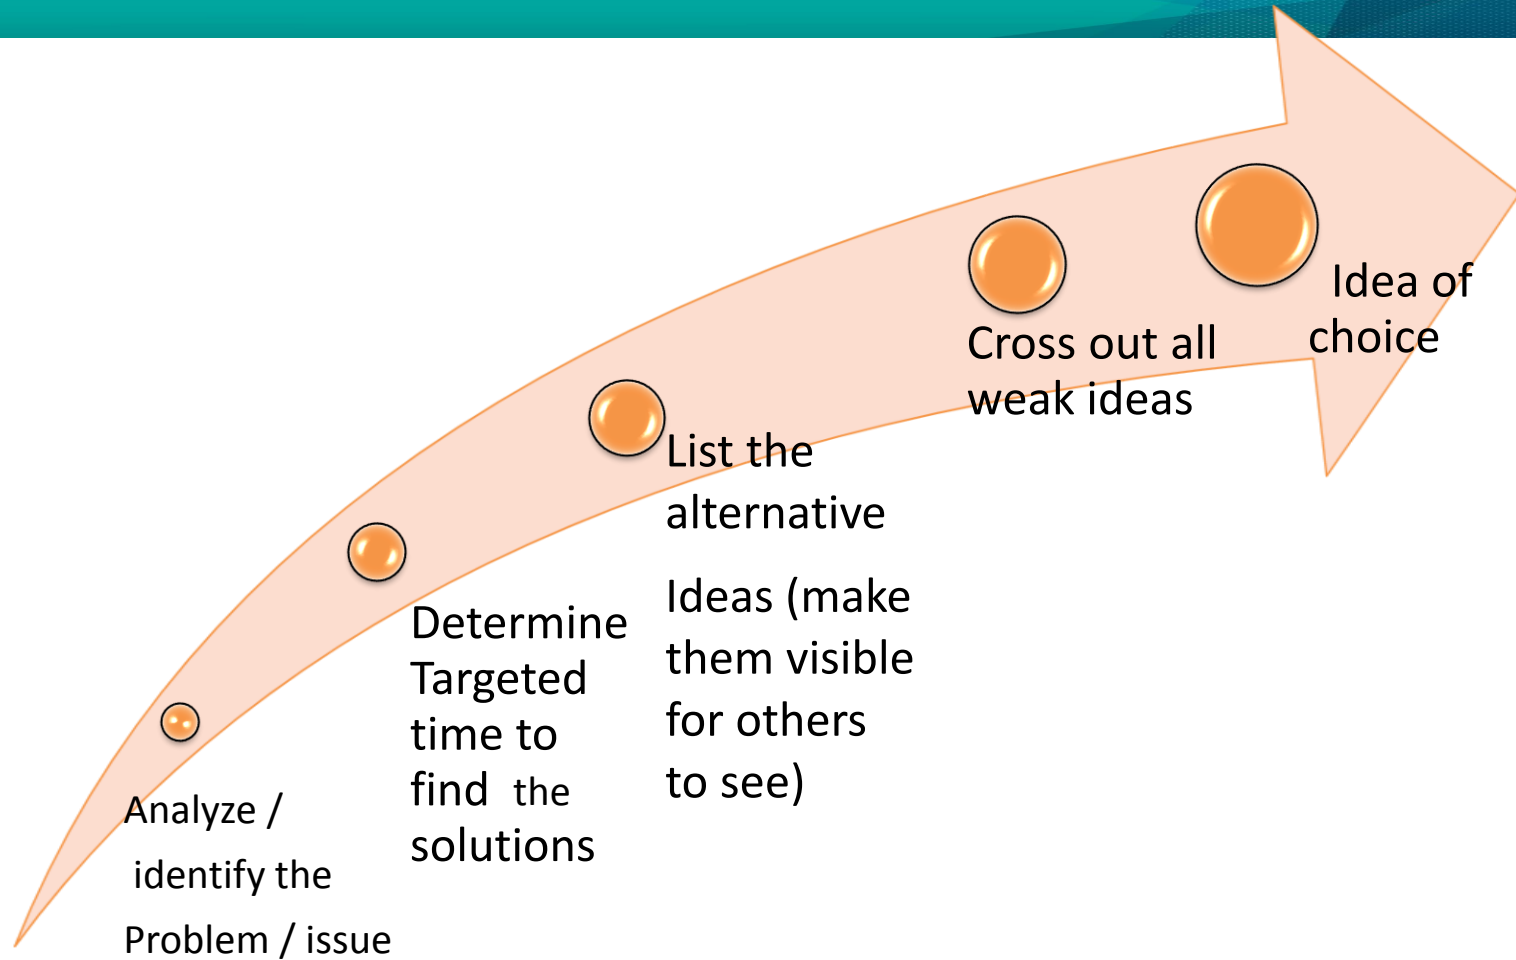 Analyze /
identify the
Problem / issue
Determine
Targeted
time to
find the
solutions
List the
alternative
Ideas (make
them visible
for others
to see)
Cross out all
weak ideas
Idea of
choice